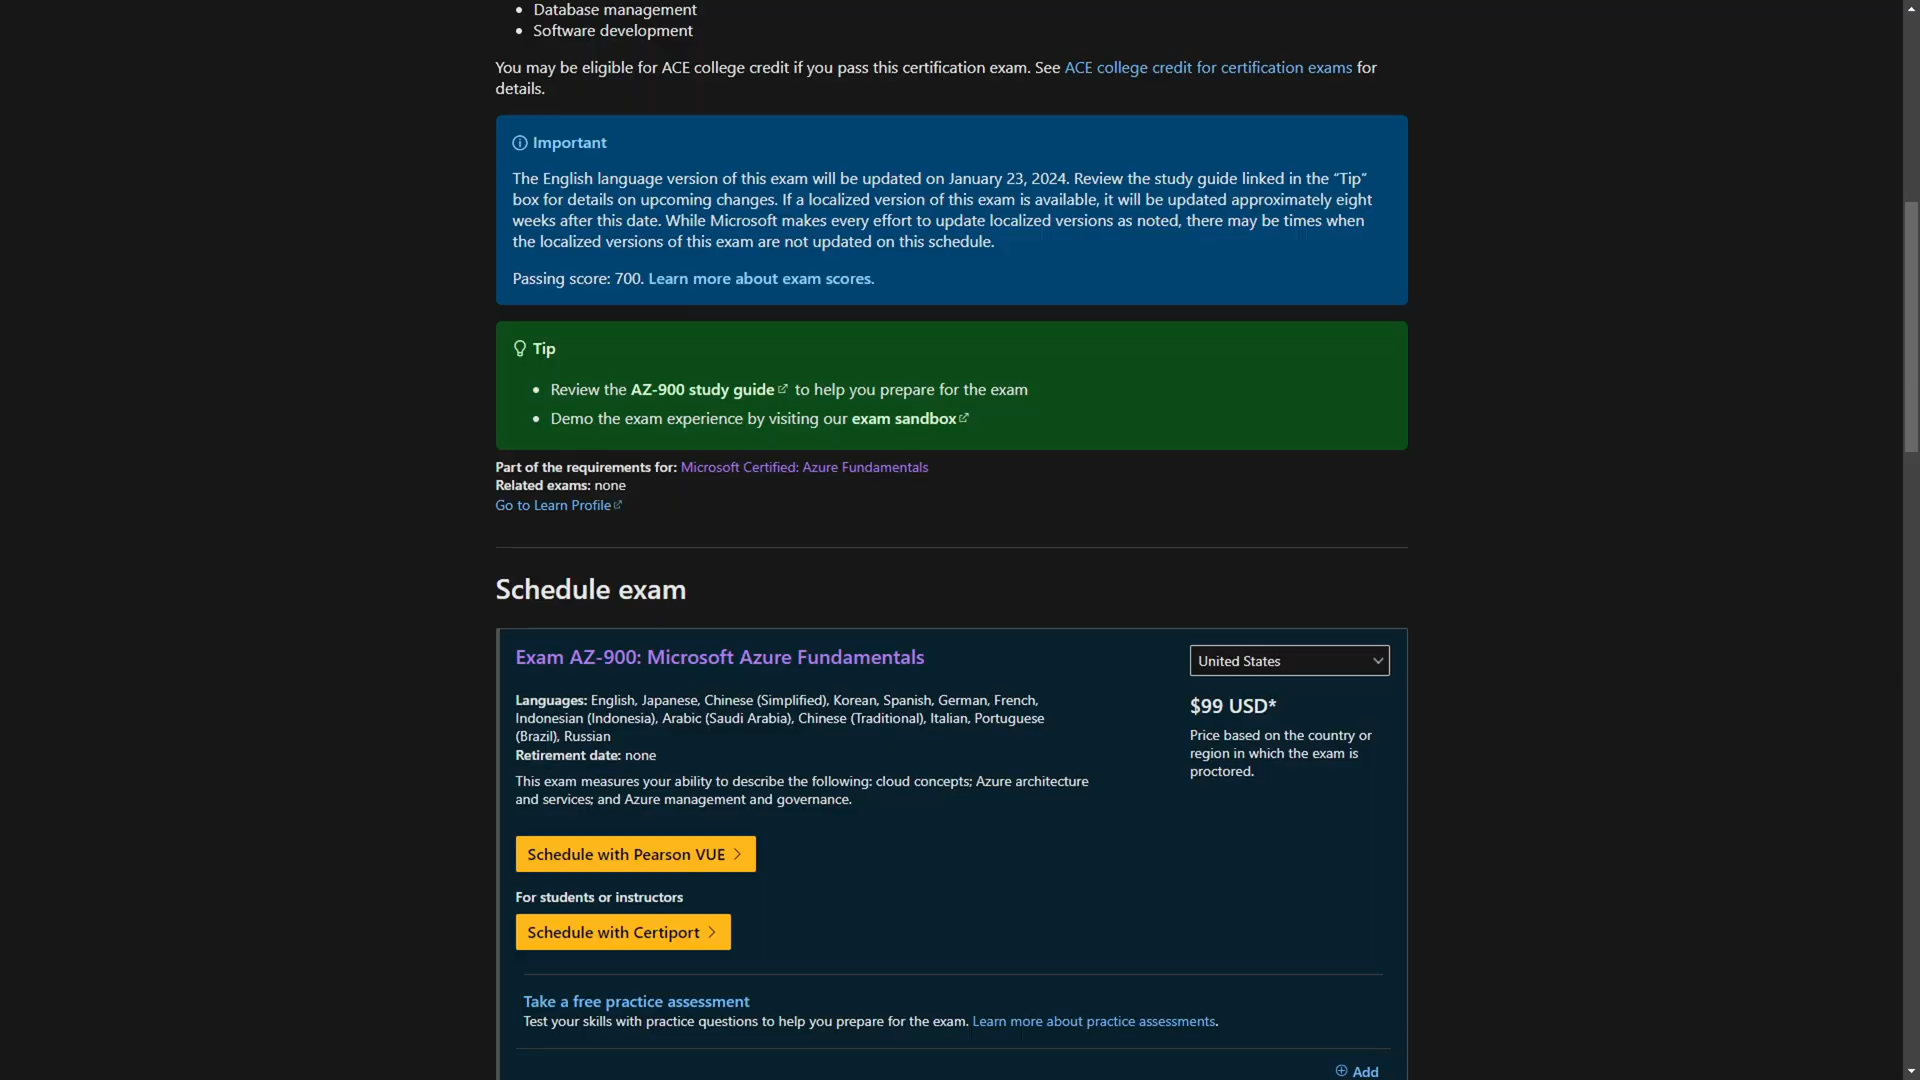 Database management
Software development
You may be eligible for ACE college credit if you pass this certification exam. See ACE college credit for certification exams for
details.
Important
The English language version of this exam will be updated on January 23, 2024. Review the study guide linked in the “Tip“
box for details on upcoming changes. If a localized version of this exam is available, it will be updated approximately eight
weeks after this date. While Microsoft makes every effort to update localized versions as noted, there may be times when
the localized versions of this exam are not updated on this schedule.
Passing score: 700. Learn more about exam scores.
Tip
Review the AZ-900 study guide to help you prepare for the exam
Demo the exam experience by visiting our exam sandbox
Part of the requirements for: Microsoft Certified: Azure Fundamentals
Related exams: none
Go to Learn Profile
Schedule exam
Exam AZ-900: Microsoft Azure Fundamentals
Languages: English, Japanese, Chinese (Simplified), Korean, Spanish, German, French,
Indonesian (Indonesia), Arabic (Saudi Arabia), Chinese (Traditional), Italian, Portuguese
(Brazil), Russian
Retirement date: none
This exam measures your ability to describe the following: cloud concepts; Azure architecture
and services; and Azure management and governance.
United States
$99 USD*
Price based on the country or
region in which the exam is
proctored.
Schedule with Pearson VUE
For students or instructors
Schedule with Certiport
Take a free practice assessment
Test your skills with practice questions to help you prepare for the exam. Learn more about practice assessments.
Add